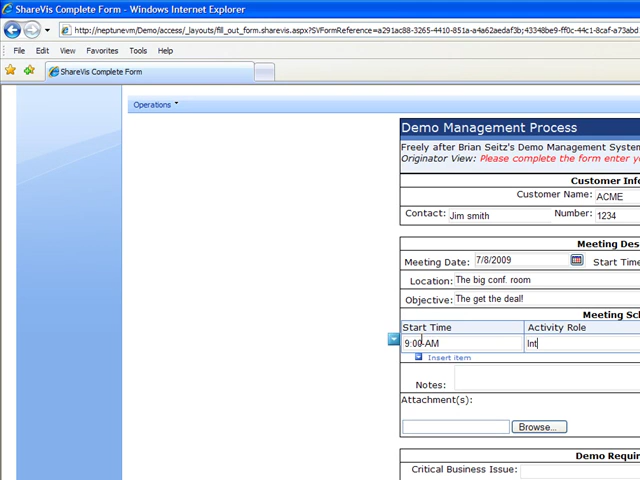 ShareVis Complete Form - Windows Internet Explorer
http://neptunevm/Demo/access/_layouts/fill_out_form.sharevis.aspx?SVFormReference=a291ac88-3265-4410-851a-a4a62aedaf3b;43348be9-ff0c-44c1-8caf-a73abd
File Edit View Favorites Tools Help
ShareVis Complete Form
Operations
Demo Management Process
Freely after Brian Seitz's Demo Management System
Originator View: Please complete the form enter yo
Customer Info
Customer Name: ACME
Contact: Jim smith Number: 1234
Meeting Des
Meeting Date: 7/8/2009 Start Time
Location: The big conf. room
Objective: The get the deal!
Meeting Sch
Start Time Activity Role
9:00 AM Int
Insert item
Notes:
Attachment(s):
Browse...
Demo Requir
Critical Business Issue: